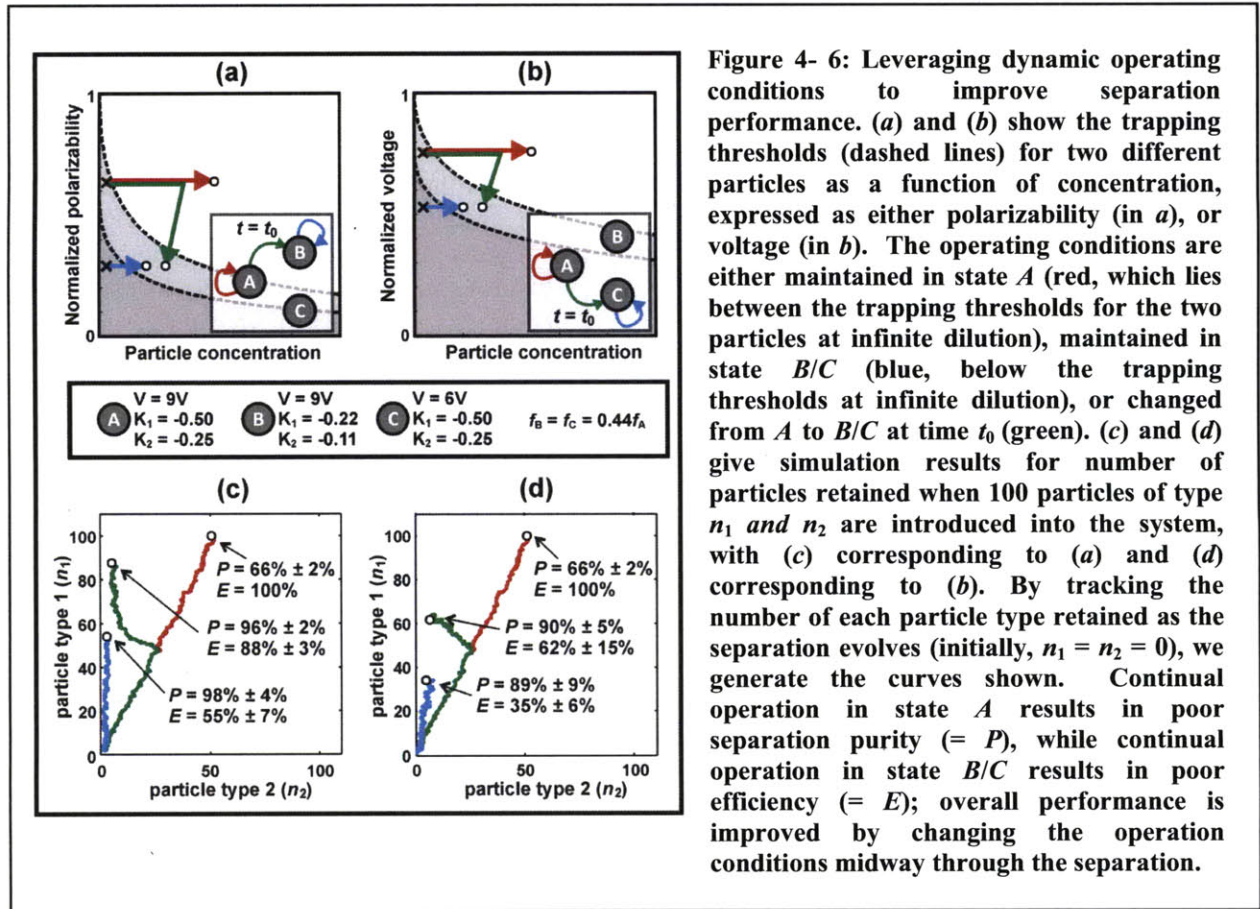 (a)
(b)
1
Normalized polarizability
0
Particle concentration
t = t₀
A
B
C
1
Normalized voltage
0
Particle concentration
t = t₀
A
B
C
A
V = 9V
K₁ = -0.50
K₂ = -0.25
B
V = 9V
K₁ = -0.22
K₂ = -0.11
C
V = 6V
K₁ = -0.50
K₂ = -0.25
f_B = f_C = 0.44f_A
(c)
(d)
particle type 1 (n₁)
100
80
60
40
20
0
0
50
100
particle type 2 (n₂)
P = 66% ± 2%
E = 100%
P = 96% ± 2%
E = 88% ± 3%
P = 98% ± 4%
E = 55% ± 7%
particle type 1 (n₁)
100
80
60
40
20
0
0
50
100
particle type 2 (n₂)
P = 66% ± 2%
E = 100%
P = 90% ± 5%
E = 62% ± 15%
P = 89% ± 9%
E = 35% ± 6%
Figure 4- 6: Leveraging dynamic operating
conditions to improve separation
performance. (a) and (b) show the trapping
thresholds (dashed lines) for two different
particles as a function of concentration,
expressed as either polarizability (in a), or
voltage (in b). The operating conditions are
either maintained in state A (red, which lies
between the trapping thresholds for the two
particles at infinite dilution), maintained in
state B/C (blue, below the trapping
thresholds at infinite dilution), or changed
from A to B/C at time t₀ (green). (c) and (d)
give simulation results for number of
particles retained when 100 particles of type
n₁ and n₂ are introduced into the system,
with (c) corresponding to (a) and (d)
corresponding to (b). By tracking the
number of each particle type retained as the
separation evolves (initially, n₁ = n₂ = 0), we
generate the curves shown. Continual
operation in state A results in poor
separation purity (= P), while continual
operation in state B/C results in poor
efficiency (= E); overall performance is
improved by changing the operation
conditions midway through the separation.